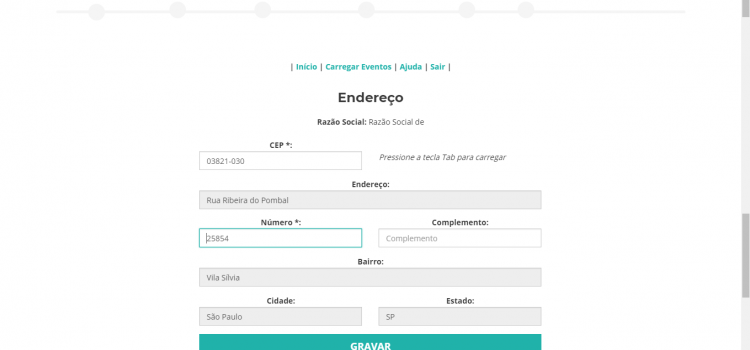 | Início | Carregar Eventos | Ajuda | Sair |
Endereço
Razão Social: Razão Social de
CEP *:
03821-030
Pressione a tecla Tab para carregar
Endereço:
Rua Ribeira do Pombal
Número *:
Complemento:
25854
Complemento
Bairro:
Vila Sílvia
Cidade:
Estado:
São Paulo
SP
GRAVAR